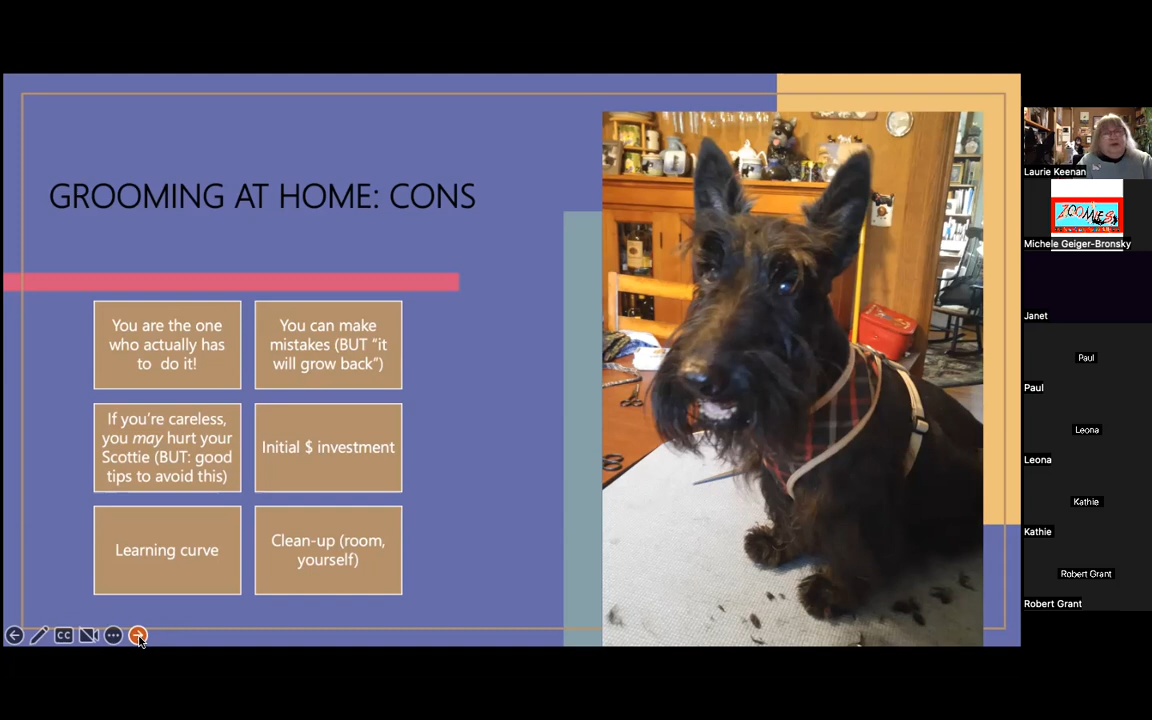 GROOMING AT HOME: CONS
You are the one
who actually has
to do it!
You can make
mistakes (BUT “it
will grow back”)
If you're careless,
you may hurt your
Scottie (BUT: good
tips to avoid this)
Initial $ investment
Learning curve
Clean-up (room,
yourself)
CC
Laurie Keenan
ZOOMIES
Michele Geiger-Bronsky
Janet
Paul
Paul
Leona
Leona
Kathie
Kathie
Robert Grant
Robert Grant